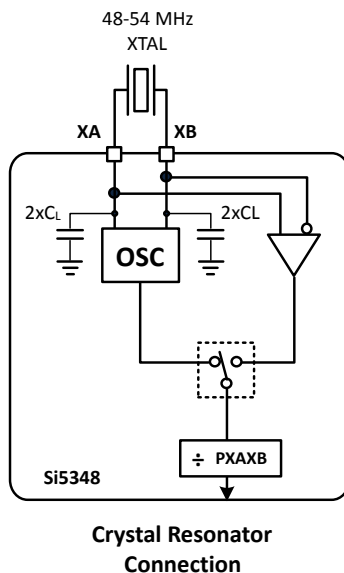 48-54 MHz
XTAL
XA
XB
2xCL
2xCL
OSC
÷ PXAXB
Si5348
Crystal Resonator
Connection